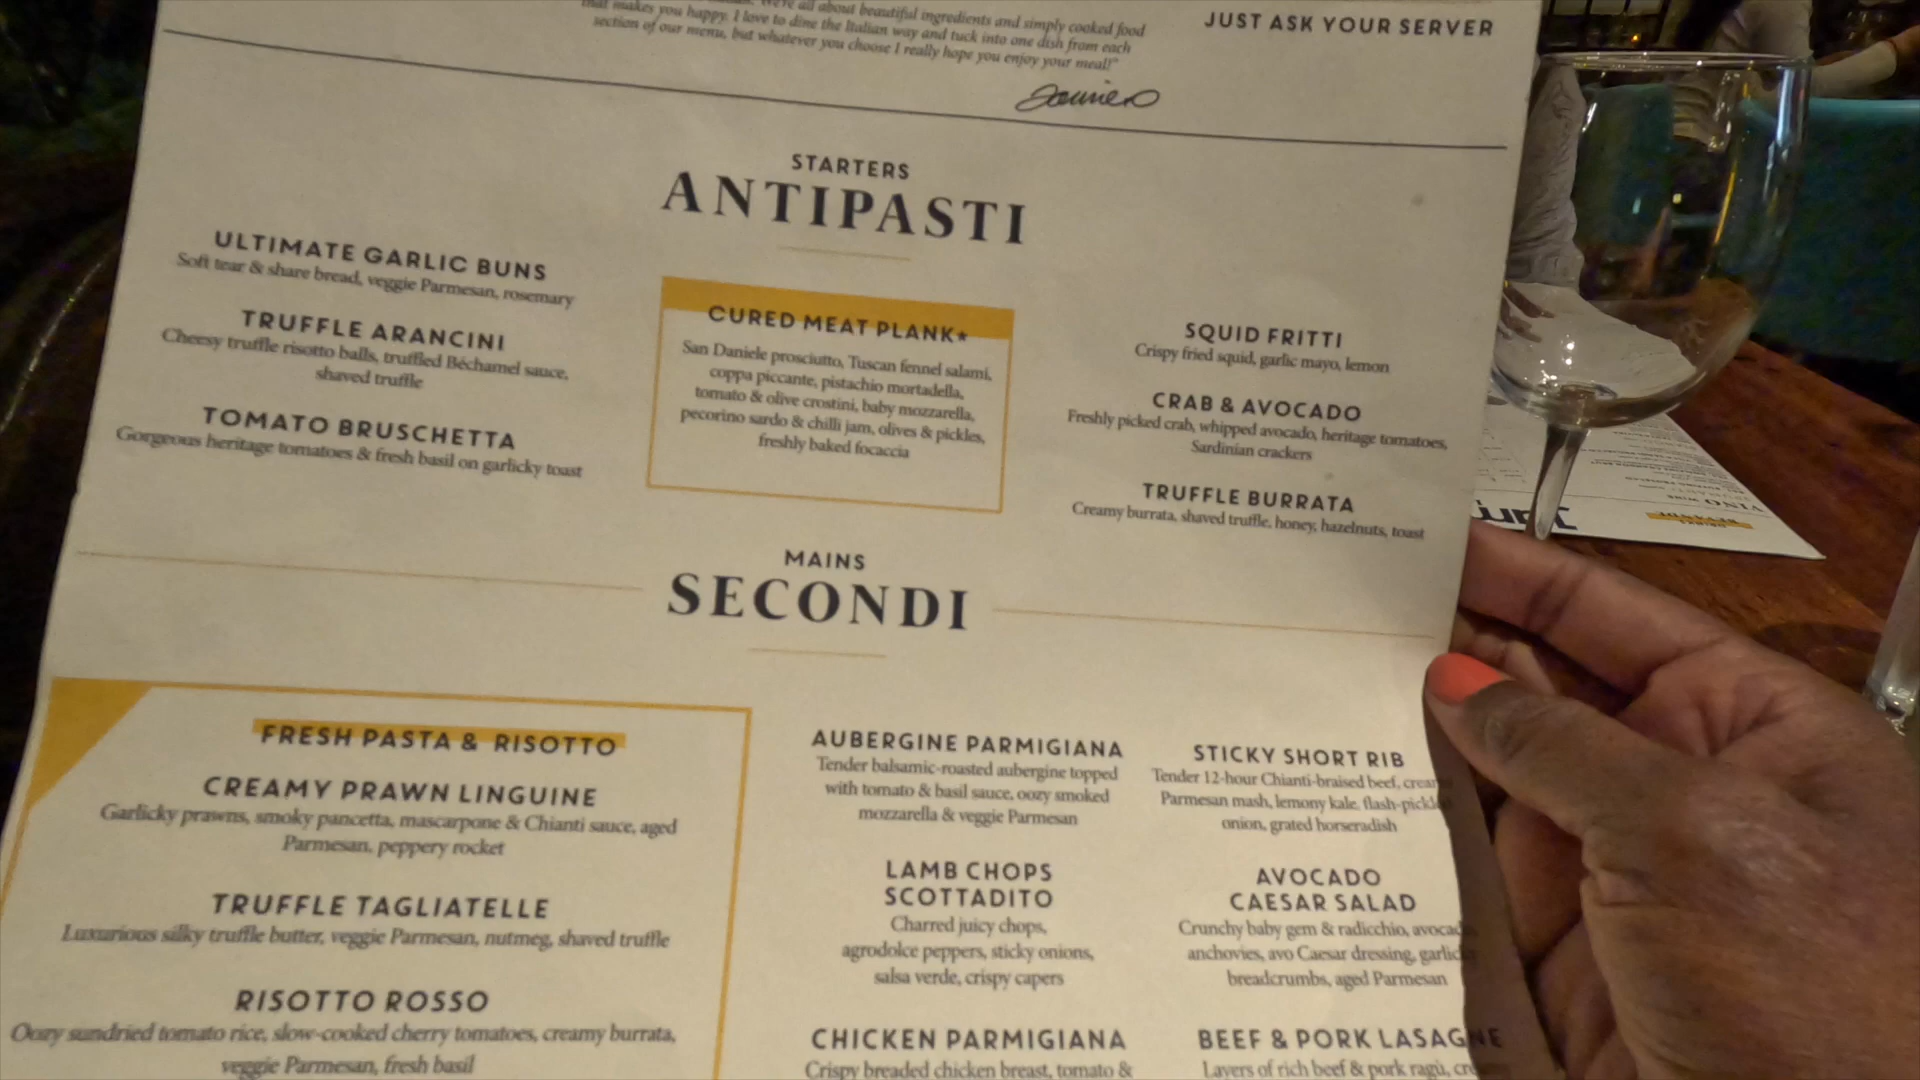 We're all about beautiful ingredients and simply cooked food
that makes you happy. I love to dine the Italian way and tuck into one dish from each
section of our menu, but whatever you choose I really hope you enjoy your meal!"
JUST ASK YOUR SERVER
STARTERS
ANTIPASTI
ULTIMATE GARLIC BUNS
Soft tear & share bread, veggie Parmesan, rosemary
TRUFFLE ARANCINI
Cheesy truffle risotto balls, truffled Béchamel sauce,
shaved truffle
TOMATO BRUSCHETTA
Gorgeous heritage tomatoes & fresh basil on garlicky toast
CURED MEAT PLANK*
San Daniele prosciutto, Tuscan fennel salami,
coppa piccante, pistachio mortadella,
tomato & olive crostini, baby mozzarella,
pecorino sardo & chilli jam, olives & pickles,
freshly baked focaccia
SQUID FRITTI
Crispy fried squid, garlic mayo, lemon
CRAB & AVOCADO
Freshly picked crab, whipped avocado, heritage tomatoes,
Sardinian crackers
TRUFFLE BURRATA
Creamy burrata, shaved truffle, honey, hazelnuts, toast
MAINS
SECONDI
FRESH PASTA & RISOTTO
CREAMY PRAWN LINGUINE
Garlicky prawns, smoky pancetta, mascarpone & Chianti sauce, aged
Parmesan, peppery rocket
TRUFFLE TAGLIATELLE
Luxurious silky truffle butter, veggie Parmesan, nutmeg, shaved truffle
RISOTTO ROSSO
Oozy sundried tomato rice, slow-cooked cherry tomatoes, creamy burrata,
veggie Parmesan, fresh basil
AUBERGINE PARMIGIANA
Tender balsamic-roasted aubergine topped
with tomato & basil sauce, oozy smoked
mozzarella & veggie Parmesan
LAMB CHOPS
SCOTTADITO
Charred juicy chops,
agrodolce peppers, sticky onions,
salsa verde, crispy capers
CHICKEN PARMIGIANA
Crispy breaded chicken breast, tomato &
STICKY SHORT RIB
Tender 12-hour Chianti-braised beef,
Parmesan mash, lemony kale,
onion, grated horseradish
AVOCADO
CAESAR SALAD
Crunchy baby gem & radicchio,
anchovies, avo Caesar dressing,
breadcrumbs, aged Parmesan
BEEF & PORK LASAGNE
Layers of rich beef & pork ragù,
VINO